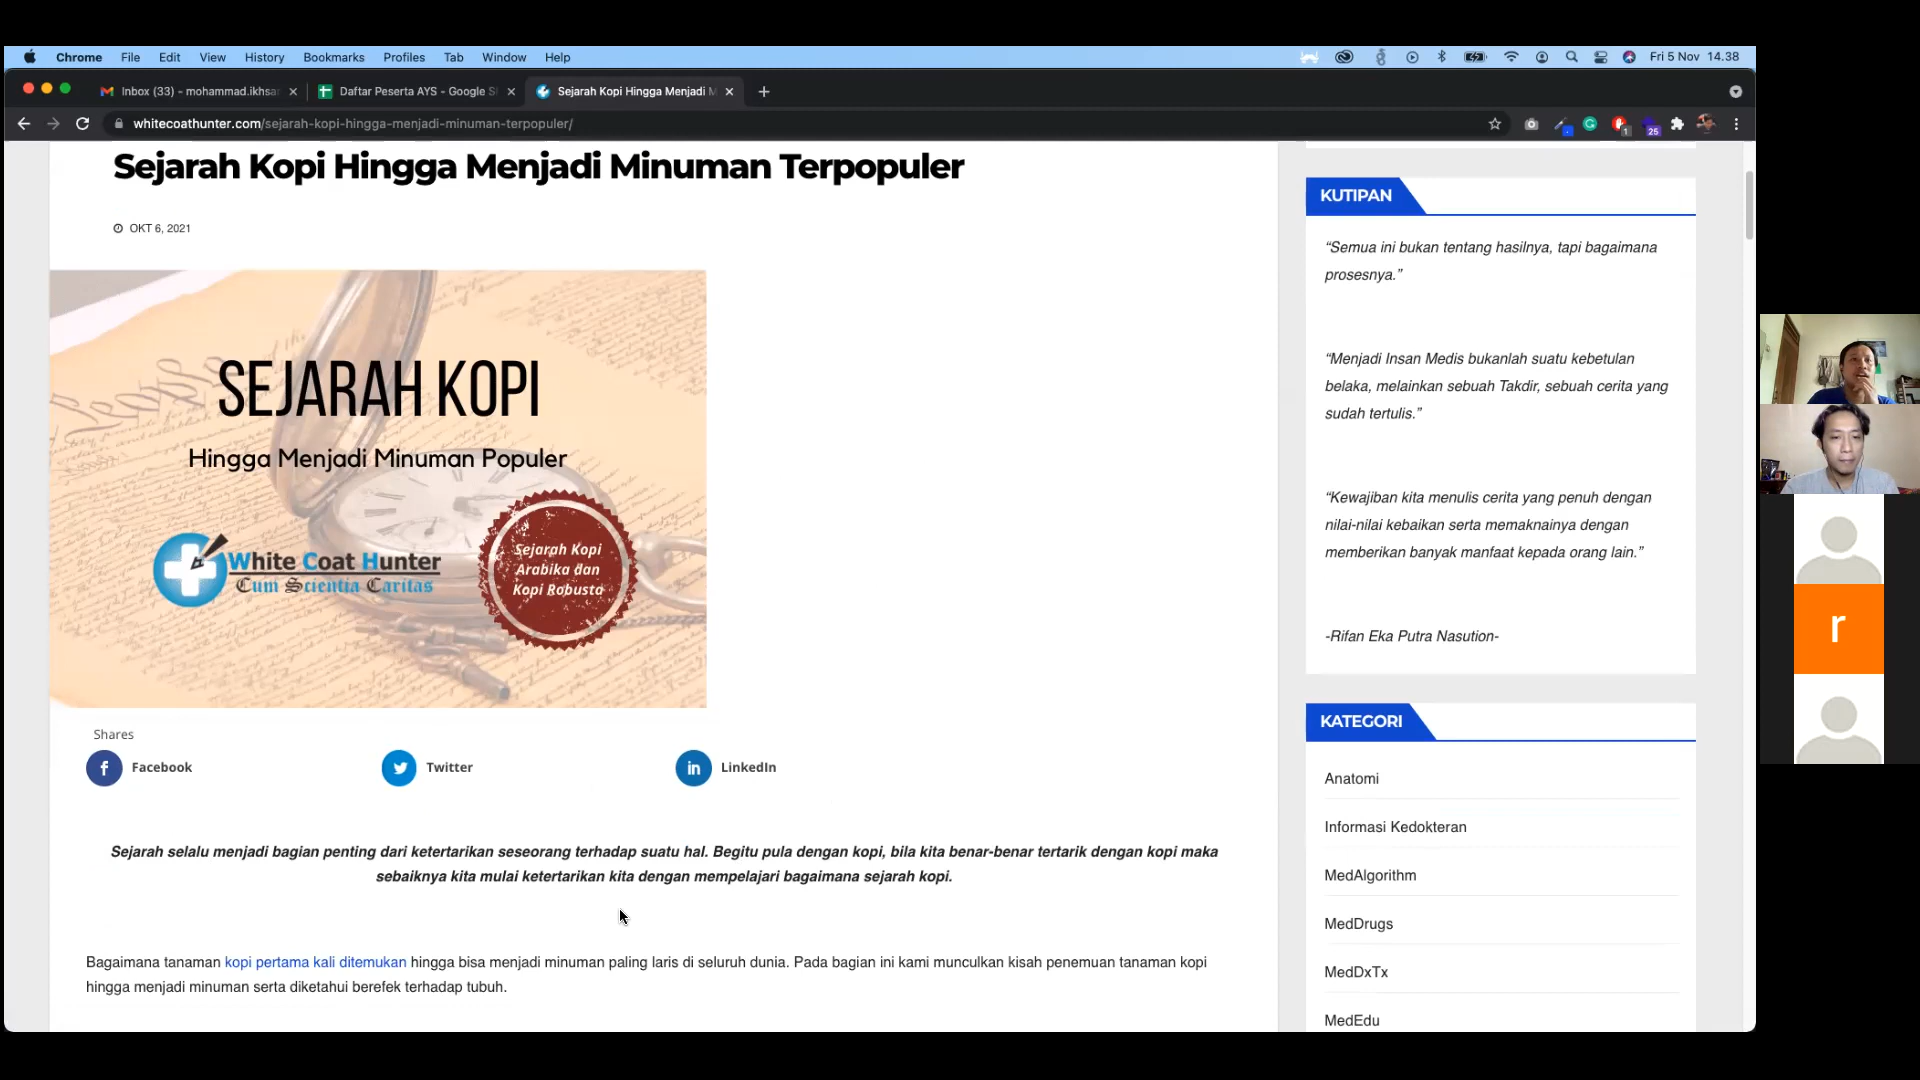 Chrome File Edit View History Bookmarks Profiles Tab Window Help
Fri 5 Nov 14.38
Inbox (33) – mohammad.ikhsa
Daftar Peserta AYS – Google S
Sejarah Kopi Hingga Menjadi M
whitecoathunter.com/sejarah-kopi-hingga-menjadi-minuman-terpopuler/
1
25
Sejarah Kopi Hingga Menjadi Minuman Terpopuler
OKT 6, 2021
SEJARAH KOPI
Hingga Menjadi Minuman Populer
White Coat Hunter
Cum Scientia Caritas
Sejarah Kopi
Arabika dan
Kopi Robusta
Shares
Facebook
Twitter
LinkedIn
Sejarah selalu menjadi bagian penting dari ketertarikan seseorang terhadap suatu hal. Begitu pula dengan kopi, bila kita benar-benar tertarik dengan kopi maka
sebaiknya kita mulai ketertarikan kita dengan mempelajari bagaimana sejarah kopi.
Bagaimana tanaman kopi pertama kali ditemukan hingga bisa menjadi minuman paling laris di seluruh dunia. Pada bagian ini kami munculkan kisah penemuan tanaman kopi
hingga menjadi minuman serta diketahui berefek terhadap tubuh.
KUTIPAN
“Semua ini bukan tentang hasilnya, tapi bagaimana
prosesnya.”
“Menjadi Insan Medis bukanlah suatu kebetulan
belaka, melainkan sebuah Takdir, sebuah cerita yang
sudah tertulis.”
“Kewajiban kita menulis cerita yang penuh dengan
nilai-nilai kebaikan serta memaknainya dengan
memberikan banyak manfaat kepada orang lain.”
-Rifan Eka Putra Nasution-
KATEGORI
Anatomi
Informasi Kedokteran
MedAlgorithm
MedDrugs
MedDxTx
MedEdu
r